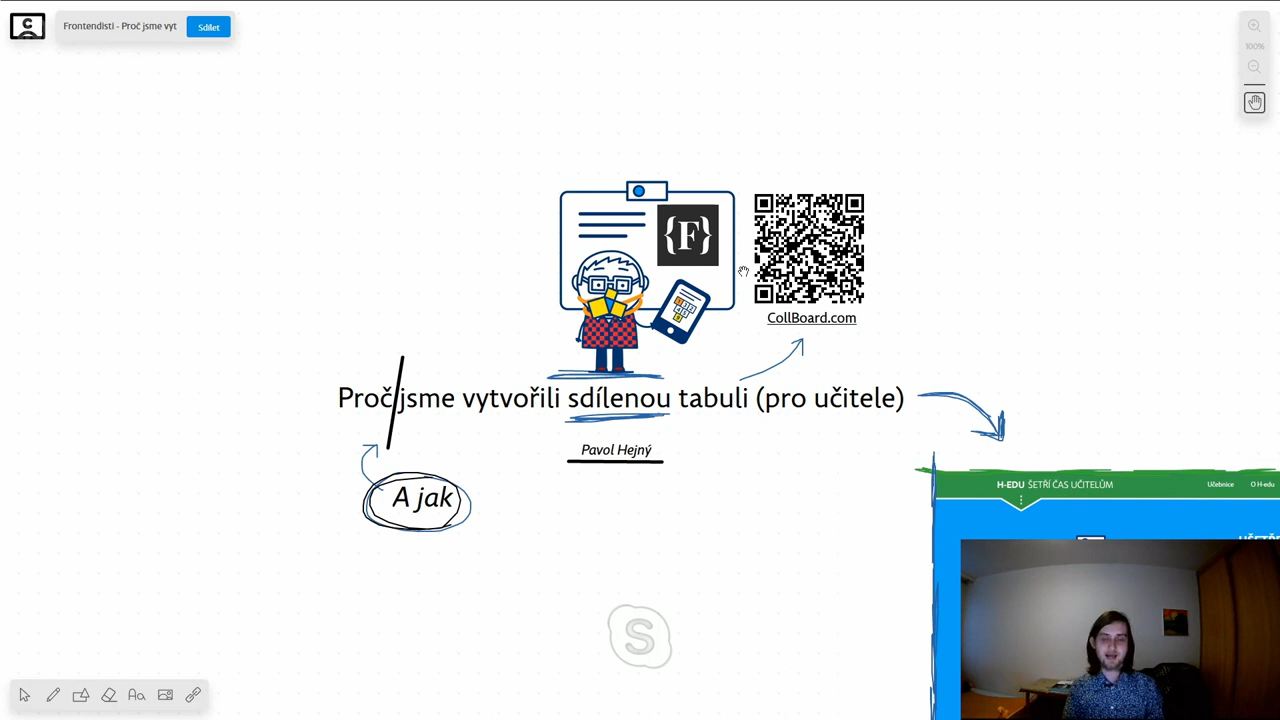 C
Frontendisti - Proč jsme vyt
Sdílet
100%
{F}
CollBoard.com
Proč jsme vytvořili sdílenou tabuli (pro učitele)
Pavol Hejný
A jak
H-EDU ŠETŘÍ ČAS UČITELŮM
Učebnice
O H-edu
S